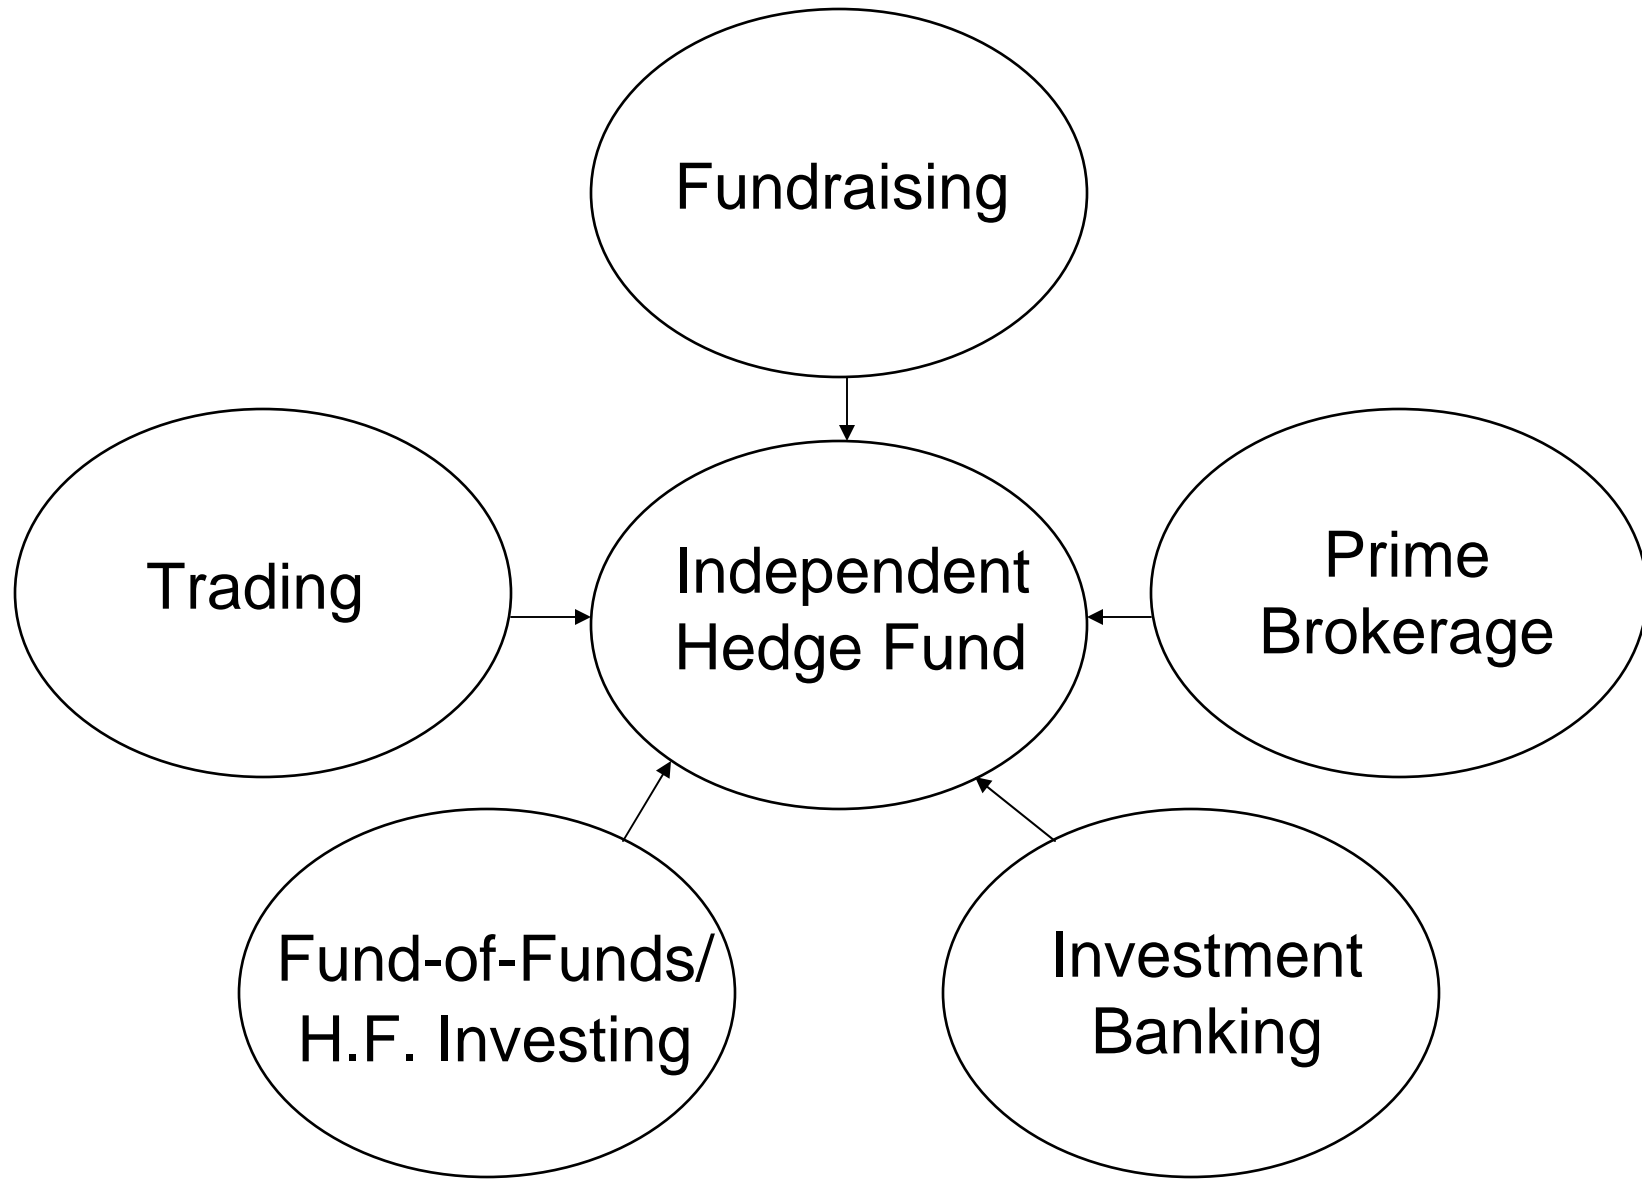 Fundraising
Trading
Independent
Hedge Fund
Prime
Brokerage
Fund-of-Funds/
H.F. Investing
Investment
Banking